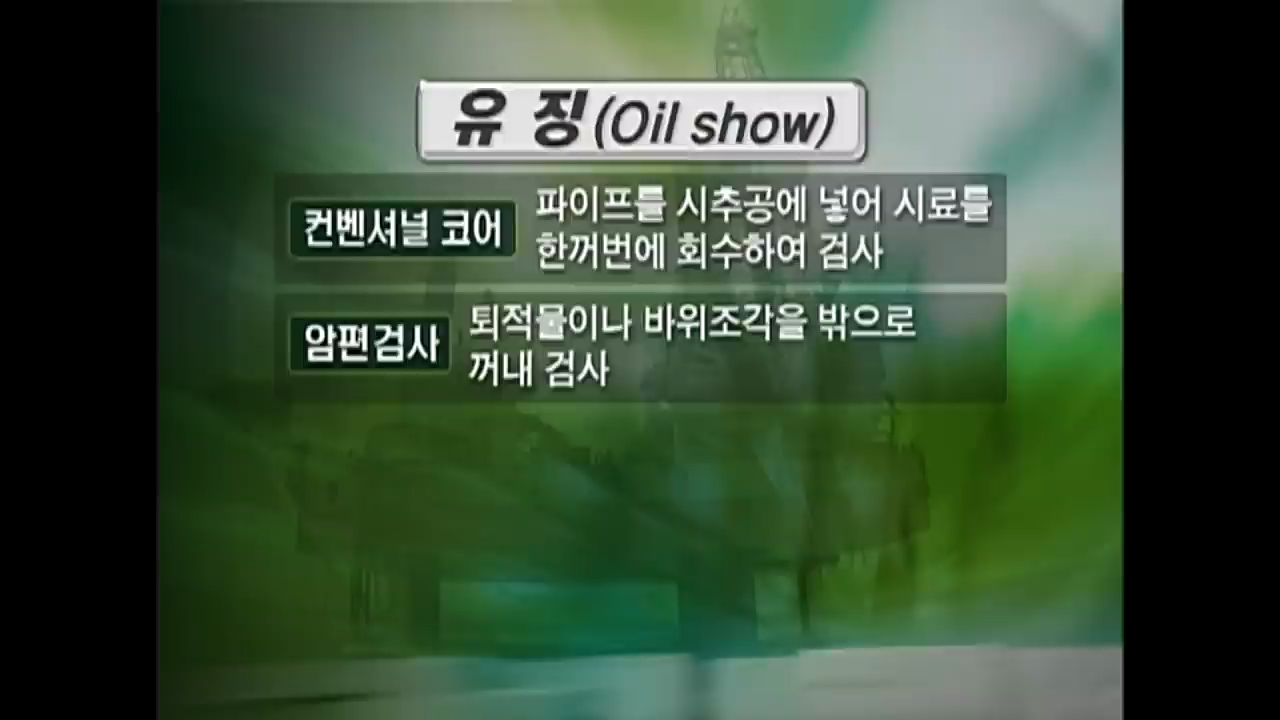 유 징(Oil show)
컨벤셔널 코어
파이프를 시추공에 넣어 시료를
한꺼번에 회수하여 검사
암편검사
퇴적물이나 바위조각을 밖으로
꺼내 검사